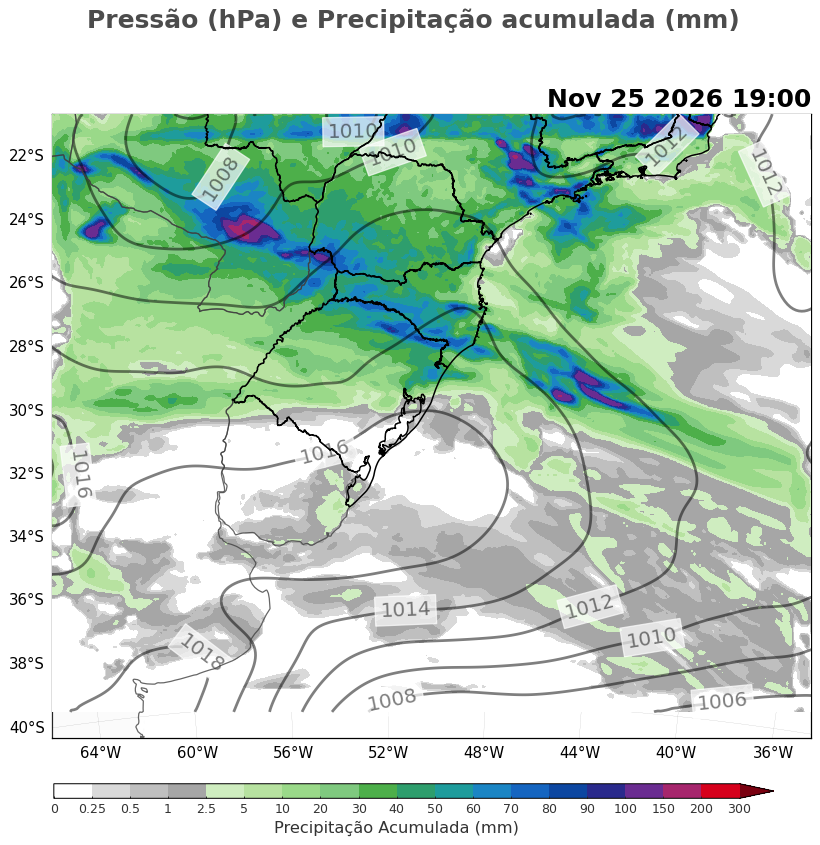 Pressão (hPa) e Precipitação acumulada (mm)
Nov 25 2026 19:00
1010
1012
1010
1008
1012
22°S
24°S
26°S
28°S
30°S
1016
1016
32°S
34°S
36°S
1014
1012
1010
1018
38°S
1008
1006
40°S
64°W 60°W 56°W 52°W 48°W 44°W 40°W 36°W
0 0.25 0.5 1 2.5 5 10 20 30 40 50 60 70 80 90 100 150 200 300
Precipitação Acumulada (mm)